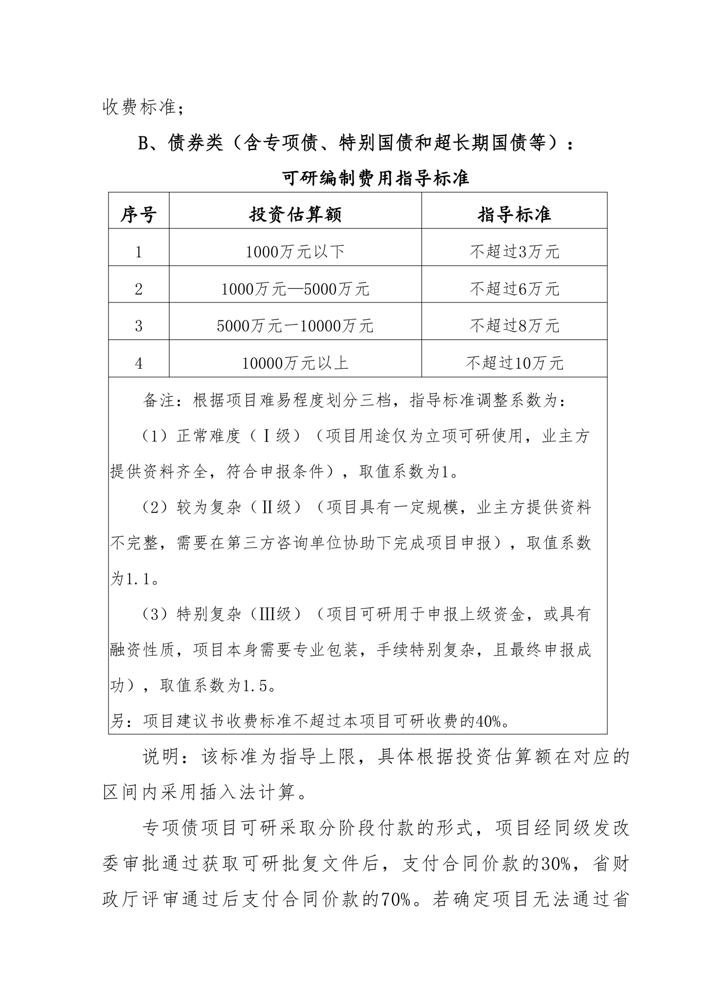 收费标准；
B、债券类（含专项债、特别国债和超长期国债等）：
可研编制费用指导标准
序号 投资估算额 指导标准
1 1000万元以下 不超过3万元
2 1000万元—5000万元 不超过6万元
3 5000万元一10000万元 不超过8万元
4 10000万元以上 不超过10万元
备注：根据项目难易程度划分三档，指导标准调整系数为：
（1）正常难度（Ⅰ级）（项目用途仅为立项可研使用，业主方
提供资料齐全，符合申报条件），取值系数为1。
（2）较为复杂（Ⅱ级）（项目具有一定规模，业主方提供资料
不完整，需要在第三方咨询单位协助下完成项目申报），取值系数
为1.1。
（3）特别复杂（Ⅲ级）（项目可研用于申报上级资金，或具有
融资性质，项目本身需要专业包装，手续特别复杂，且最终申报成
功），取值系数为1.5。
另：项目建议书收费标准不超过本项目可研收费的40%。
说明：该标准为指导上限，具体根据投资估算额在对应的
区间内采用插入法计算。
专项债项目可研采取分阶段付款的形式，项目经同级发改
委审批通过获取可研批复文件后，支付合同价款的30%，省财
政厅评审通过后支付合同价款的70%。若确定项目无法通过省